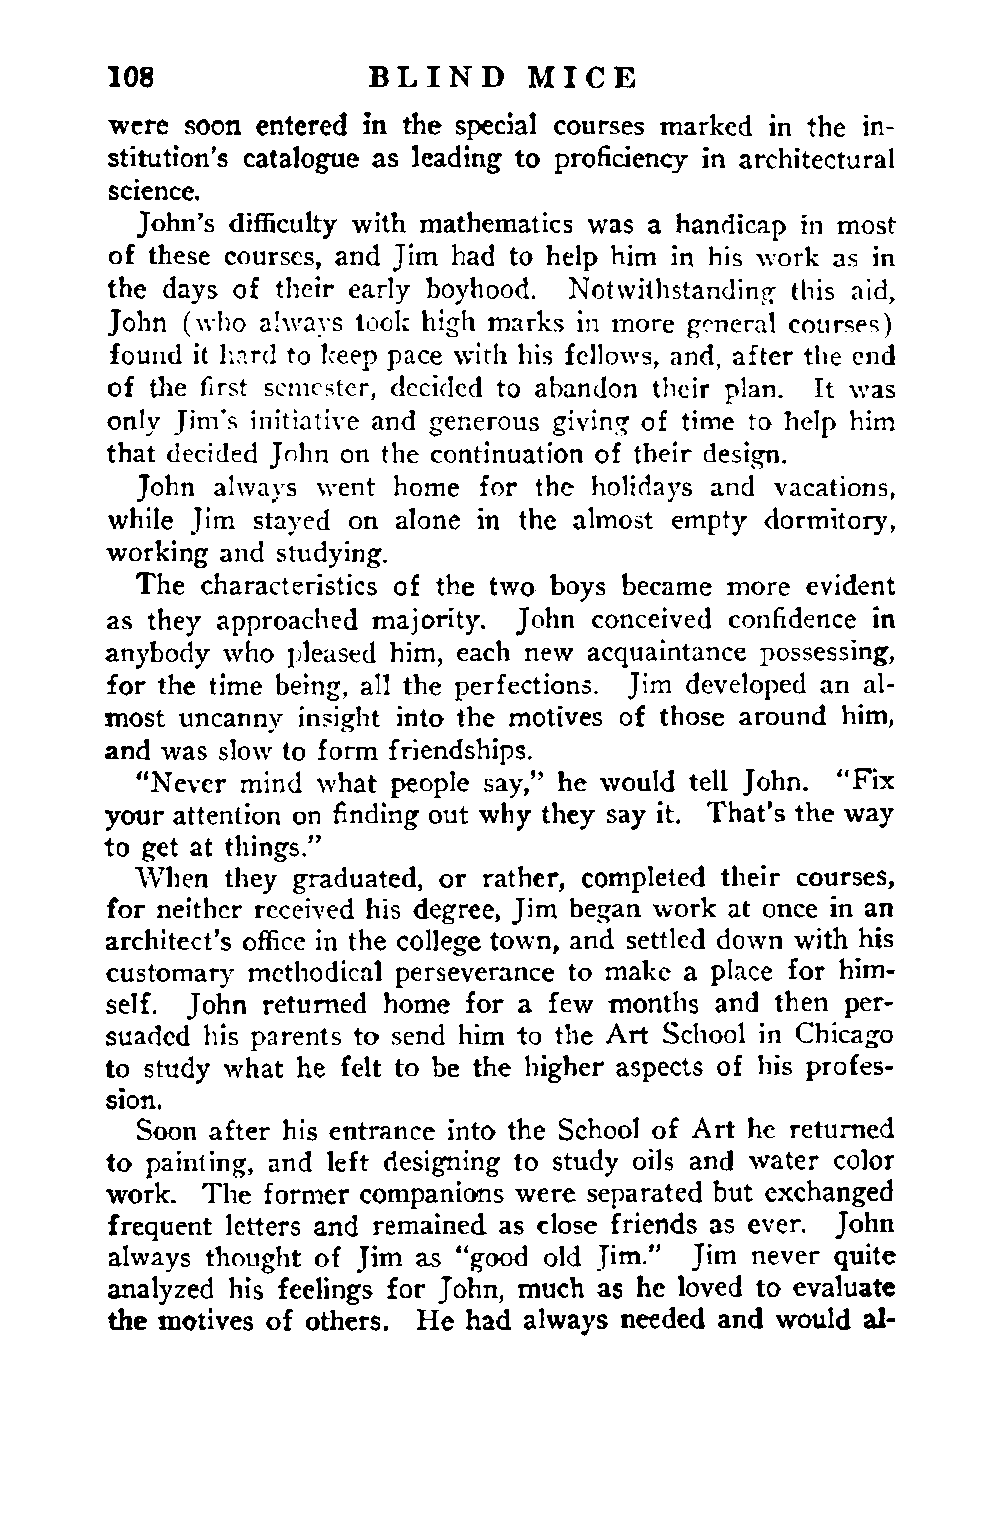 108 BLIND MICE
were soon entered in the special courses marked in the in-
stitution's catalogue as leading to proficiency in architectural
science.
John's difficulty with mathematics was a handicap in most
of these courses, and Jim had to help him in his work as in
the days of their early boyhood. Notwithstanding this aid,
John (who always took high marks in more general courses)
found it hard to keep pace with his fellows, and, after the end
of the first semester, decided to abandon their plan. It was
only Jim's initiative and generous giving of time to help him
that decided John on the continuation of their design.
John always went home for the holidays and vacations,
while Jim stayed on alone in the almost empty dormitory,
working and studying.
The characteristics of the two boys became more evident
as they approached majority. John conceived confidence in
anybody who pleased him, each new acquaintance possessing,
for the time being, all the perfections. Jim developed an al-
most uncanny insight into the motives of those around him,
and was slow to form friendships.
"Never mind what people say," he would tell John. "Fix
your attention on finding out why they say it. That's the way
to get at things."
When they graduated, or rather, completed their courses,
for neither received his degree, Jim began work at once in an
architect's office in the college town, and settled down with his
customary methodical perseverance to make a place for him-
self. John returned home for a few months and then per-
suaded his parents to send him to the Art School in Chicago
to study what he felt to be the higher aspects of his profes-
sion.
Soon after his entrance into the School of Art he returned
to painting, and left designing to study oils and water color
work. The former companions were separated but exchanged
frequent letters and remained as close friends as ever. John
always thought of Jim as "good old Jim." Jim never quite
analyzed his feelings for John, much as he loved to evaluate
the motives of others. He had always needed and would al-